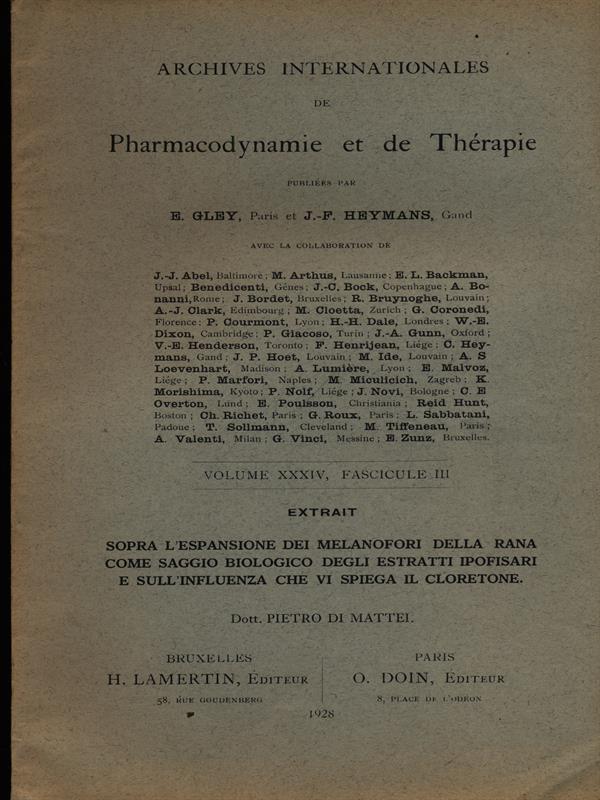 ARCHIVES INTERNATIONALES
DE
Pharmacodynamie et de Thérapie
PUBLIÉES PAR
E. GLEY, Paris et J.-F. HEYMANS, Gand
AVEC LA COLLABORATION DE
J.-J. Abel, Baltimore ; M. Arthus, Lausanne ; E. L. Backman,
Upsal ; Benedicenti, Gênes ; J.-C. Bock, Copenhague ; A. Bo-
nanni, Rome ; J. Bordet, Bruxelles ; R. Bruynoghe, Louvain ;
A.-J. Clark, Edimbourg ; M. Cloetta, Zurich ; G. Coronedi,
Florence ; P. Courmont, Lyon ; H.-H. Dale, Londres ; W.-E.
Dixon, Cambridge ; P. Giacoso, Turin ; J.-A. Gunn, Oxford ;
V.-E. Henderson, Toronto ; F. Henrijean, Liége ; C. Hey-
mans, Gand ; J. P. Hoet, Louvain ; M. Ide, Louvain ; A. S
Loevenhart, Madison ; A. Lumière, Lyon ; E. Malvoz,
Liége ; P. Marfori, Naples ; M. Miculicich, Zagreb ; K.
Morishima, Kyoto ; P. Nolf, Liége ; J. Novi, Bologne ; C. E
Overton, Lund ; E. Poulsson, Christiania ; Reid Hunt,
Boston ; Ch. Richet, Paris ; G. Roux, Paris ; L. Sabbatani,
Padoue ; T. Sollmann, Cleveland ; M. Tiffeneau, Paris ;
A. Valenti, Milan ; G. Vinci, Messine ; E. Zunz, Bruxelles.
VOLUME XXXIV, FASCICULE III
EXTRAIT
SOPRA L'ESPANSIONE DEI MELANOFORI DELLA RANA
COME SAGGIO BIOLOGICO DEGLI ESTRATTI IPOFISARI
E SULL'INFLUENZA CHE VI SPIEGA IL CLORETONE.
Dott. PIETRO DI MATTEI.
BRUXELLES
H. LAMERTIN, ÉDITEUR
58, RUE GOUDENBERG
PARIS
O. DOIN, ÉDITEUR
8, PLACE DE L'ODÉON
1928